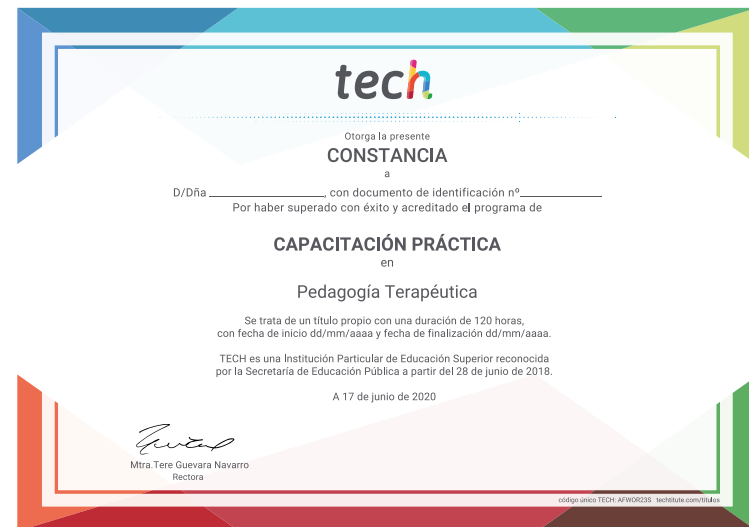 tech
Otorga la presente
CONSTANCIA
a
D/Dña ____________________, con documento de identificación nº______________
Por haber superado con éxito y acreditado el programa de
CAPACITACIÓN PRÁCTICA
en
Pedagogía Terapéutica
Se trata de un título propio con una duración de 120 horas,
con fecha de inicio dd/mm/aaaa y fecha de finalización dd/mm/aaaa.
TECH es una Institución Particular de Educación Superior reconocida
por la Secretaría de Educación Pública a partir del 28 de junio de 2018.
A 17 de junio de 2020
Mtra.Tere Guevara Navarro
Rectora
código único TECH: AFWOR23S techtitute.com/titulos